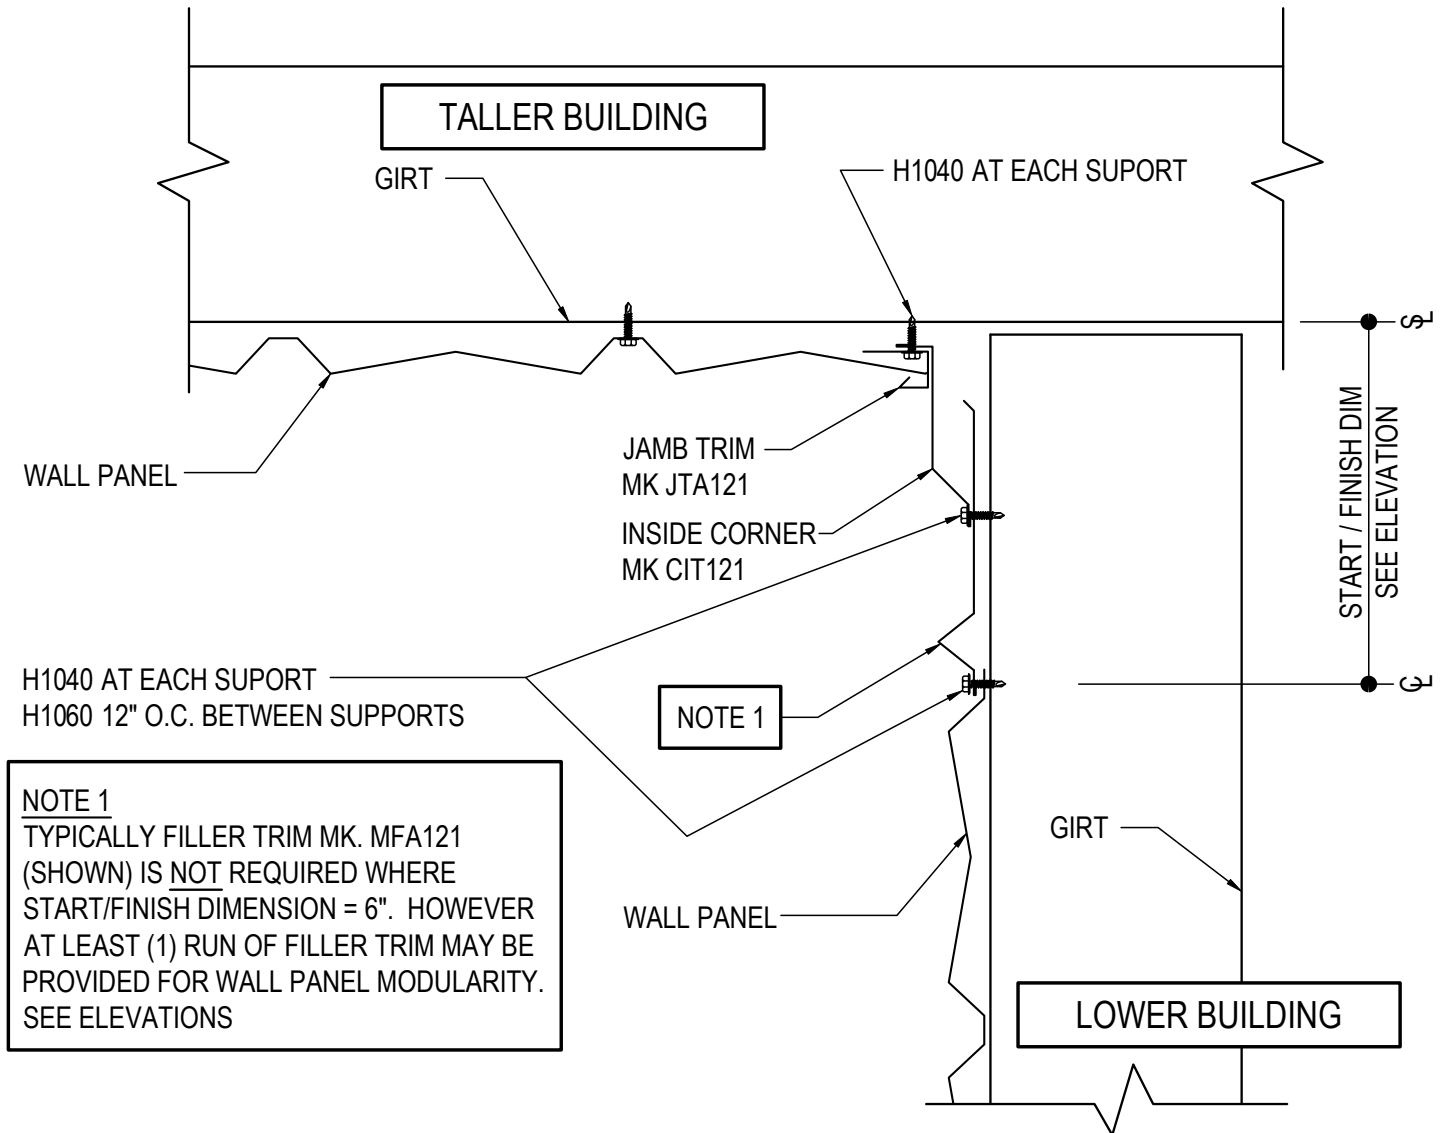 TALLER BUILDING
GIRT
H1040 AT EACH SUPORT
WALL PANEL
JAMB TRIM
MK JTA121
INSIDE CORNER
MK CIT121
START / FINISH DIM
SEE ELEVATION
SL
CL
H1040 AT EACH SUPORT
H1060 12" O.C. BETWEEN SUPPORTS
NOTE 1
NOTE 1
TYPICALLY FILLER TRIM MK. MFA121
(SHOWN) IS NOT REQUIRED WHERE
START/FINISH DIMENSION = 6". HOWEVER
AT LEAST (1) RUN OF FILLER TRIM MAY BE
PROVIDED FOR WALL PANEL MODULARITY.
SEE ELEVATIONS
GIRT
WALL PANEL
LOWER BUILDING